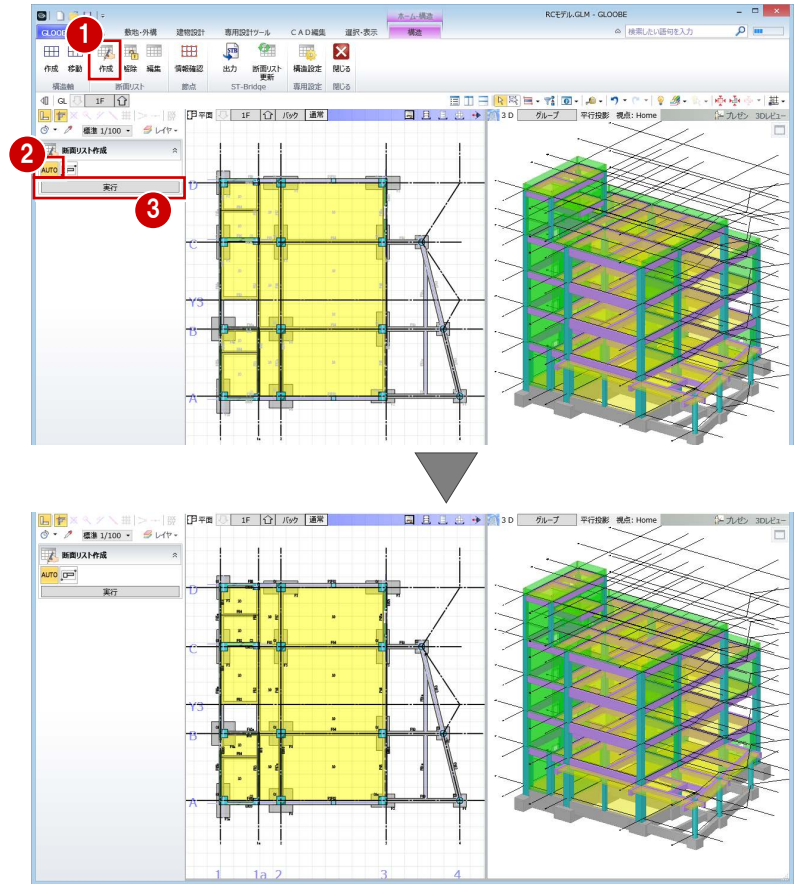 ホーム-構造
RCモデル.GLM - GLOOBE
GLOO
敷地・外構
建物設計
専用設計ツール
CAD編集
選択・表示
構造
検索したい語句を入力
1
作成
移動
作成
解除
編集
情報確認
STB
出力
断面リスト
更新
構造設定
閉じる
構造軸
断面リスト
節点
ST-Bridge
専用設定
閉じる
GL
1F
平面
1F
バック
通常
3D
グループ
平行投影
視点: Home
プレゼン
3Dレビュー
標準 1/100
レイヤ
2
断面リスト作成
AUTO
実行
3
D
C
Y3
B
A
平面
1F
バック
通常
3D
グループ
平行投影
視点: Home
プレゼン
3Dレビュー
標準 1/100
レイヤ
断面リスト作成
AUTO
実行
D
C
Y3
B
A
1
1a
2
3
4